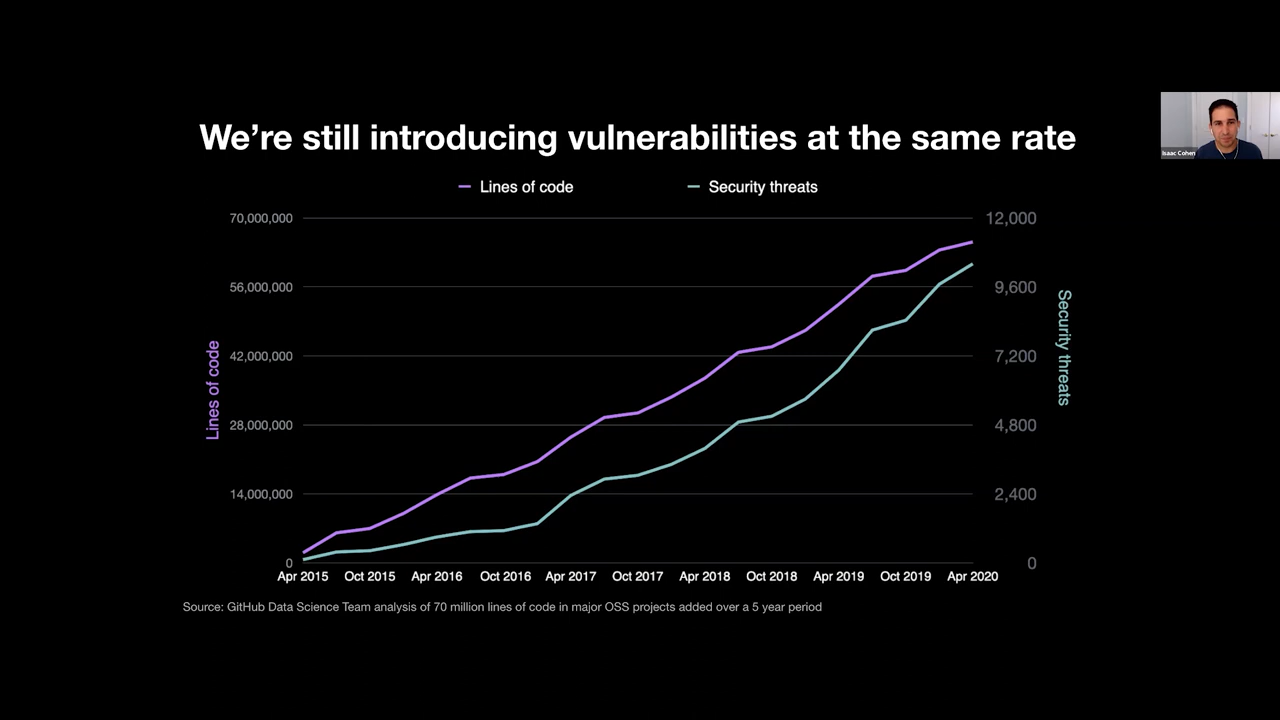 We're still introducing vulnerabilities at the same rate
Isaac Cohen
Lines of code
Security threats
70,000,000
12,000
56,000,000
9,600
42,000,000
7,200
28,000,000
4,800
14,000,000
2,400
0
0
Lines of code
Security threats
Apr 2015 Oct 2015 Apr 2016 Oct 2016 Apr 2017 Oct 2017 Apr 2018 Oct 2018 Apr 2019 Oct 2019 Apr 2020
Source: GitHub Data Science Team analysis of 70 million lines of code in major OSS projects added over a 5 year period